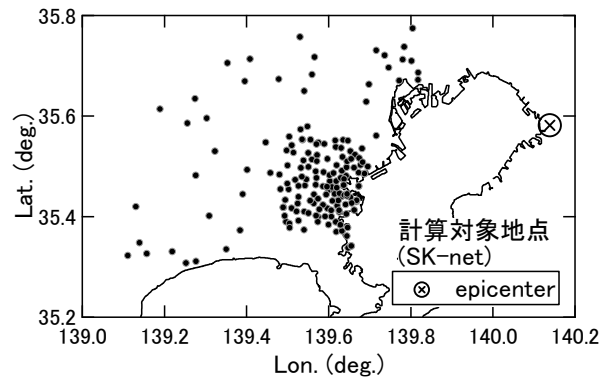 35.8
35.6
35.4
35.2
Lat. (deg.)
計算対象地点
(SK-net)
epicenter
139.0 139.2 139.4 139.6 139.8 140.0 140.2
Lon. (deg.)